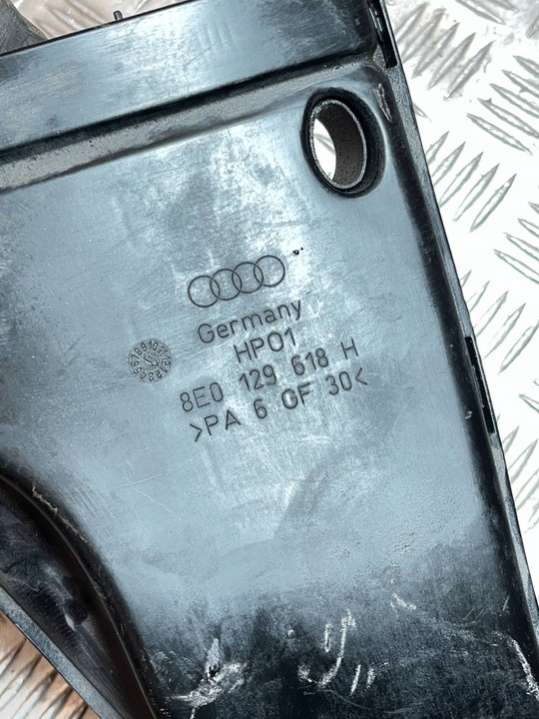 Germany
HP01
8E0 129 618 H
>PA 6 GF 30<